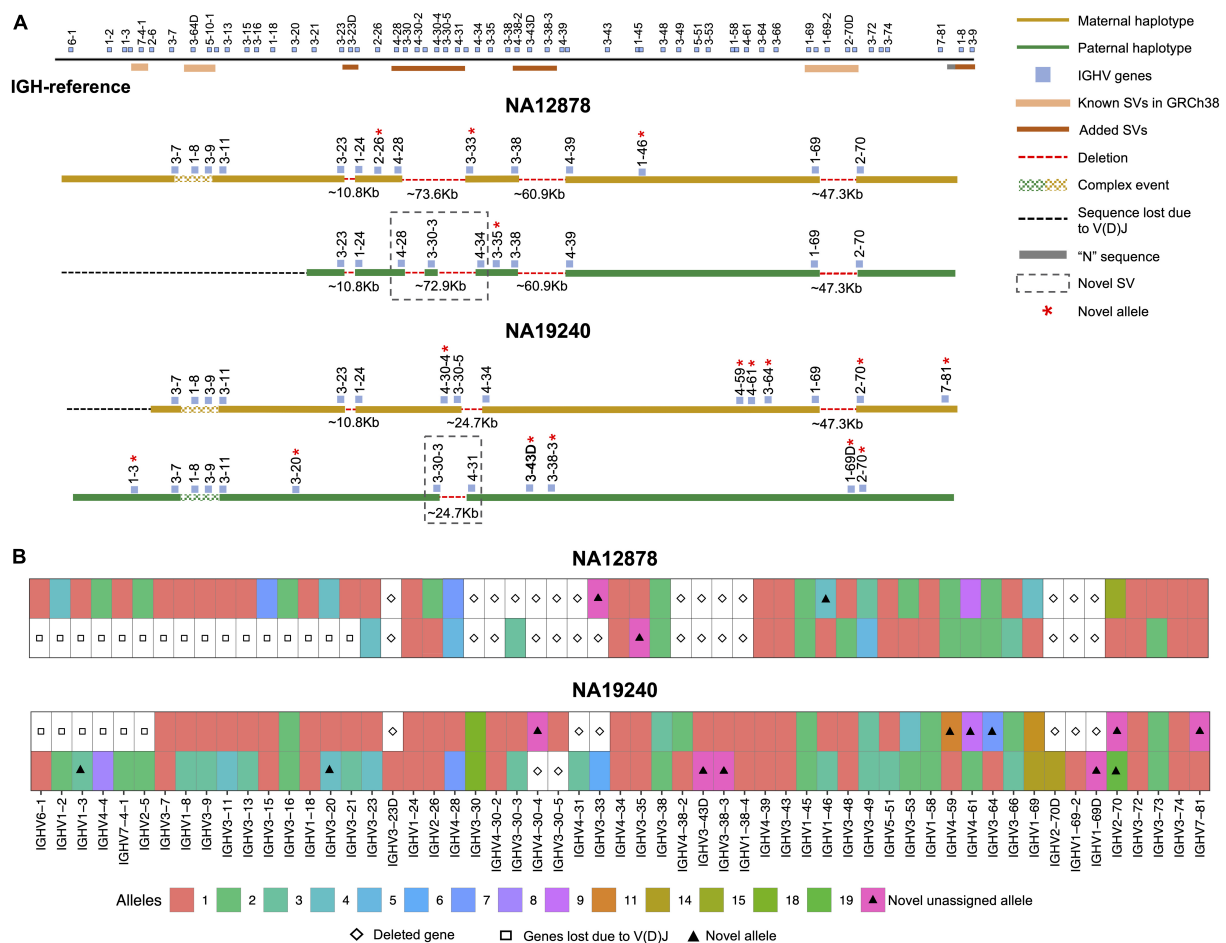 A
6-1
1-2
1-3
7-4-1
2-6
3-7
3-64D
5-10-1
3-13
3-15
3-16
1-18
3-20
3-21
3-23
3-23D
2-26
4-28
3-30
4-30-2
4-30-4
3-30-5
4-31
4-34
4-35
3-38
4-38-2
3-43D
3-38-3
4-39
3-43
1-45
3-48
3-49
5-51
3-53
1-58
4-61
3-64
3-66
1-69
1-69-2
2-70D
3-72
3-74
7-81
1-8
3-9
IGH-reference
Maternal haplotype
Paternal haplotype
IGHV genes
Known SVs in GRCh38
Added SVs
Deletion
Complex event
Sequence lost due
to V(D)J
“N” sequence
Novel SV
* Novel allele
NA12878
3-7
1-8
3-9
3-11
3-23
1-24
2-26*
4-28
3-33*
3-38
4-39
1-46*
1-69
2-70
~10.8Kb
~73.6Kb
~60.9Kb
~47.3Kb
3-23
1-24
4-28
3-30-3
4-34
3-35*
3-38
4-39
1-69
2-70
~10.8Kb
~72.9Kb
~60.9Kb
~47.3Kb
NA19240
3-7
1-8
3-9
3-11
3-23
1-24
4-30-4*
3-30-5
4-34
4-59*
4-61*
3-64*
1-69
2-70*
7-81*
~10.8Kb
~24.7Kb
~47.3Kb
1-3*
3-7
1-8
3-9
3-11
3-20*
3-30-3
4-31
3-43D*
3-38-3*
1-69D*
2-70*
~24.7Kb
B
NA12878
NA19240
IGHV6-1
IGHV1-2
IGHV1-3
IGHV4-4
IGHV7-4-1
IGHV2-5
IGHV3-7
IGHV1-8
IGHV3-9
IGHV3-11
IGHV3-13
IGHV3-15
IGHV3-16
IGHV1-18
IGHV3-20
IGHV3-21
IGHV3-23
IGHV3-23D
IGHV1-24
IGHV2-26
IGHV4-28
IGHV3-30
IGHV4-30-2
IGHV3-30-3
IGHV4-30-4
IGHV3-30-5
IGHV4-31
IGHV3-33
IGHV4-34
IGHV3-35
IGHV3-38
IGHV4-38-2
IGHV3-43D
IGHV3-38-3
IGHV1-38-4
IGHV4-39
IGHV3-43
IGHV1-45
IGHV1-46
IGHV3-48
IGHV3-49
IGHV5-51
IGHV3-53
IGHV1-58
IGHV4-59
IGHV4-61
IGHV3-64
IGHV3-66
IGHV1-69
IGHV2-70D
IGHV1-69-2
IGHV1-69D
IGHV2-70
IGHV3-72
IGHV3-73
IGHV3-74
IGHV7-81
Alleles 1 2 3 4 5 6 7 8 9 11 14 15 18 19 Novel unassigned allele
Deleted gene Genes lost due to V(D)J Novel allele